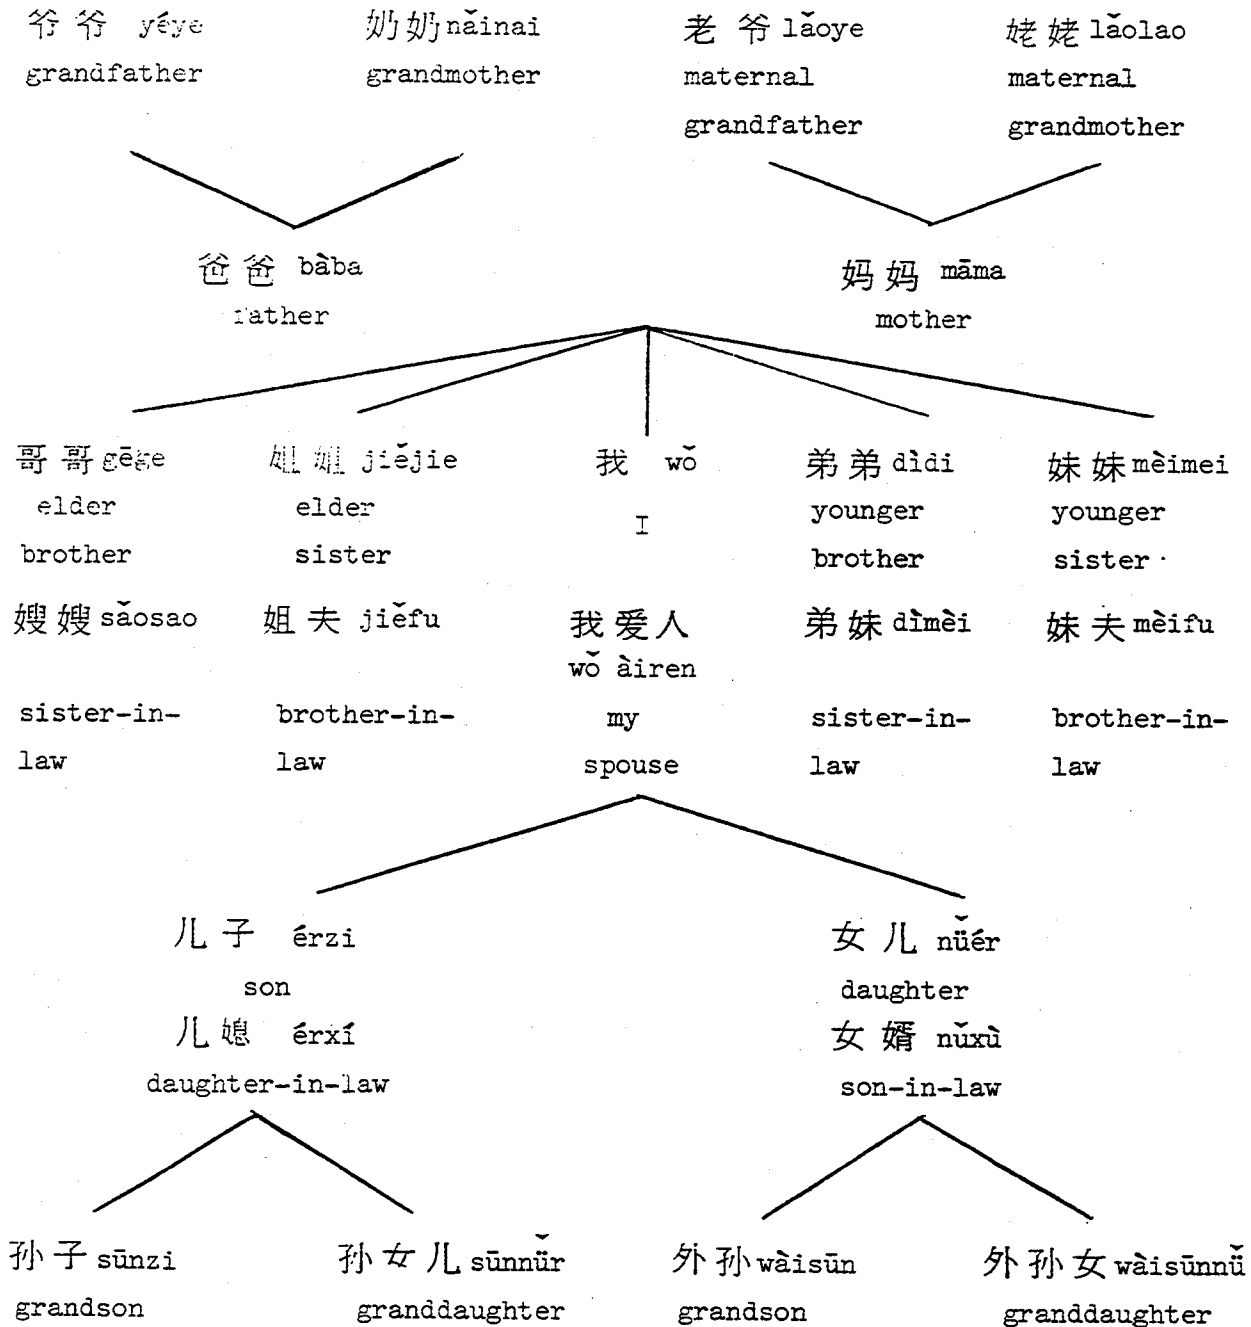 爷爷 yéye 奶奶 nǎinai 老爷 lǎoye 姥姥 lǎolao
grandfather grandmother maternal maternal
grandfather grandmother
爸爸 bàba 妈妈 māma
father mother
哥哥 gēge 姐姐 jiějie 我 wǒ 弟弟 dìdi 妹妹 mèimei
elder elder I younger younger
brother sister brother sister
嫂嫂 sǎosao 姐夫 jiěfu 我爱人 弟妹 dìmèi 妹夫 mèifu
wǒ àiren
sister-in- brother-in- my sister-in- brother-in-
law law spouse law law
儿子 érzi 女儿 nǚér
son daughter
儿媳 érxí 女婿 nǔxù
daughter-in-law son-in-law
孙子 sūnzi 孙女儿 sūnnǚr 外孙 wàisūn 外孙女 wàisūnnǚ
grandson granddaughter grandson granddaughter